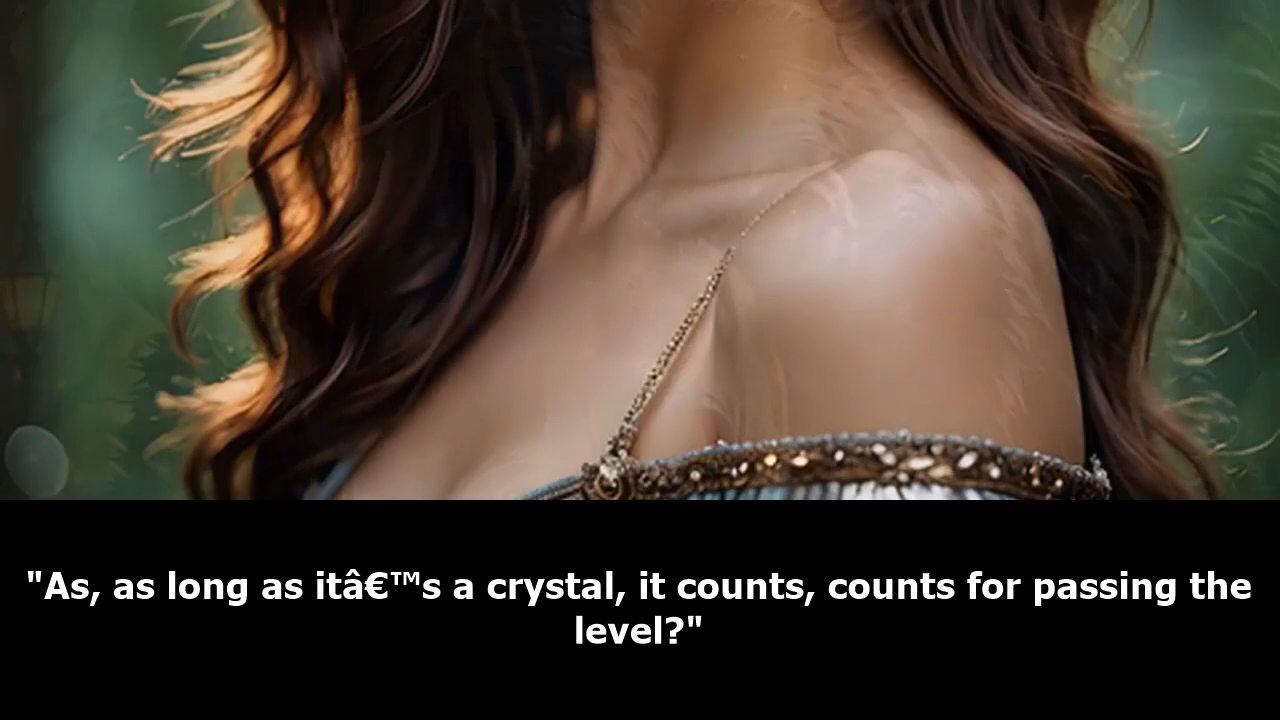 "As, as long as itâ€™s a crystal, it counts, counts for passing the
level?"